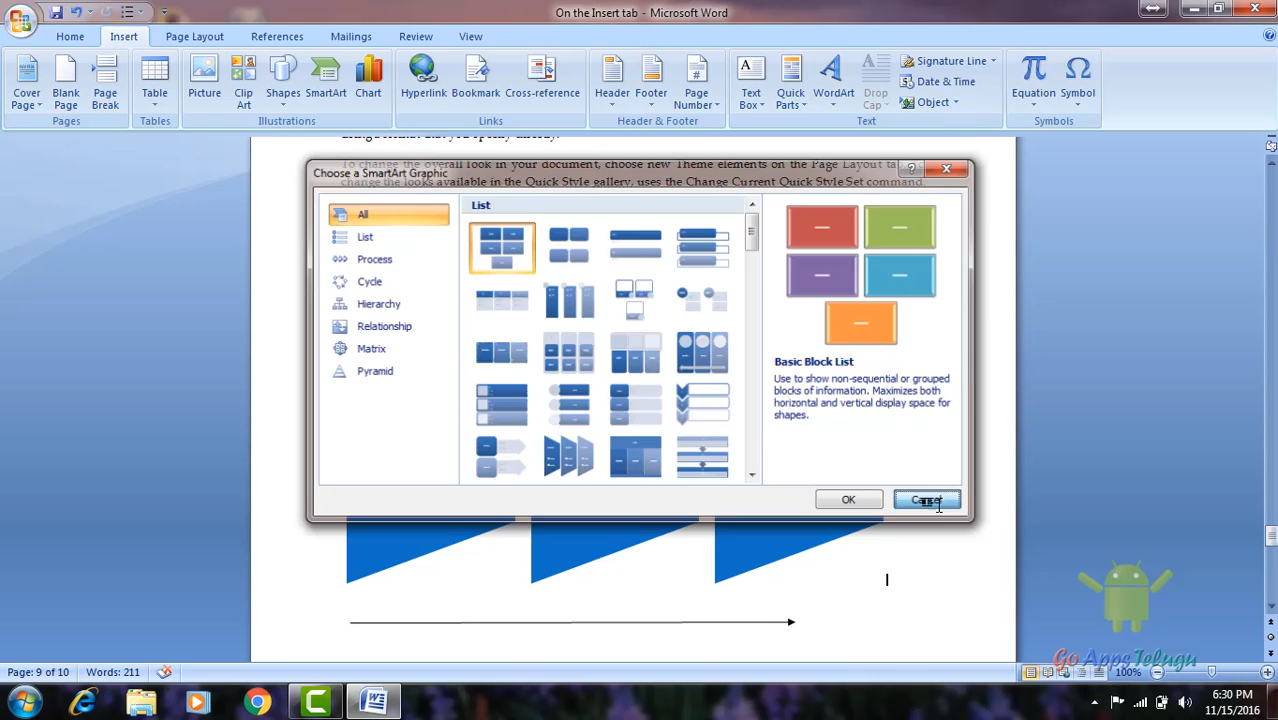 On the Insert tab - Microsoft Word
Home Insert Page Layout References Mailings Review View
Cover Page Blank Page Page Break Table Picture Clip Art Shapes SmartArt Chart Hyperlink Bookmark Cross-reference Header Footer Page Number Text Box Quick Parts WordArt Drop Cap Signature Line Date & Time Object Equation Symbol
Pages Tables Illustrations Links Header & Footer Text Symbols
To change the overall look in your document, choose new Theme elements on the Page Layout
change the looks available in the Quick Style gallery, uses the Change Current Quick Style Set command.
Choose a SmartArt Graphic
All
List
Process
Cycle
Hierarchy
Relationship
Matrix
Pyramid
List
Basic Block List
Use to show non-sequential or grouped
blocks of information. Maximizes both
horizontal and vertical display space for
shapes.
OK Cancel
Go Apps Telugu
Page: 9 of 10 Words: 211 100%
6:30 PM
11/15/2016